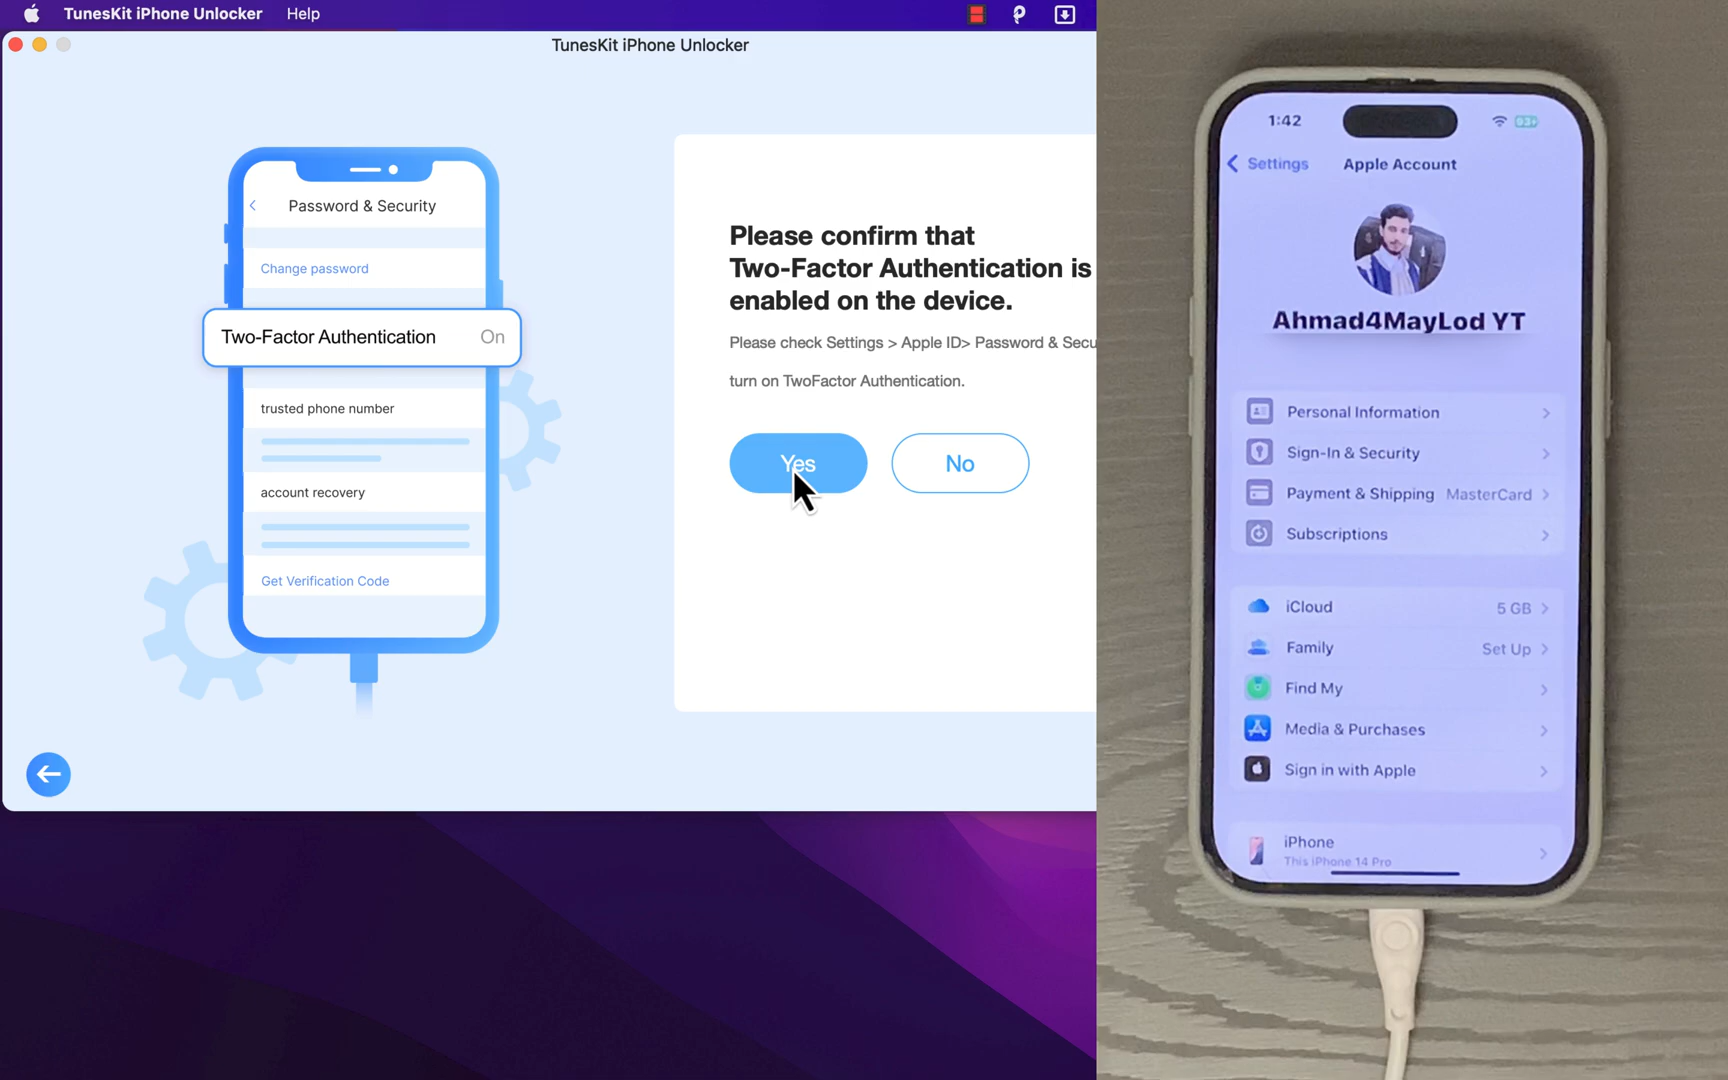 TunesKit iPhone Unlocker Help
TunesKit iPhone Unlocker
Password & Security
Change password
Two-Factor Authentication On
trusted phone number
account recovery
Get Verification Code
Please confirm that
Two-Factor Authentication is
enabled on the device.
Please check Settings > Apple ID> Password & Secu
turn on TwoFactor Authentication.
Yes
No
1:42
93+
Settings
Apple Account
Ahmad4MayLod YT
Personal Information
Sign-In & Security
Payment & Shipping MasterCard
Subscriptions
iCloud 5 GB
Family Set Up
Find My
Media & Purchases
Sign in with Apple
iPhone
This iPhone 14 Pro